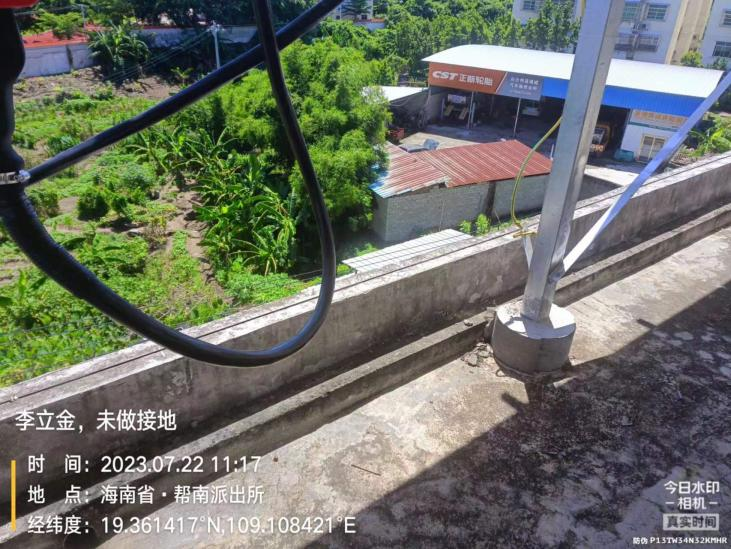 CST 正新轮胎
李立金，未做接地
时 间：2023.07.22 11:17
地 点：海南省·帮南派出所
经纬度：19.361417°N,109.108421°E
今日水印
-相机-
真实时间
防伪 P13TW34N32KMHR